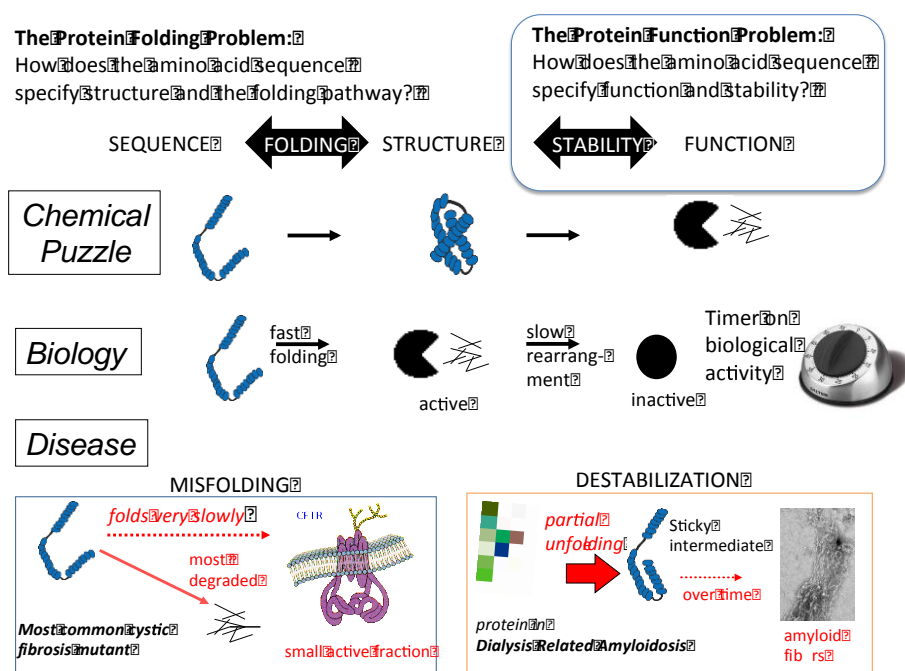 The Protein Folding Problem:
How does the amino acid sequence
specify structure and the folding pathway?
The Protein Function Problem:
How does the amino acid sequence
specify function and stability?
SEQUENCE FOLDING STRUCTURE STABILITY FUNCTION
Chemical
Puzzle
Biology
fast
folding
active
slow
rearrang-
ment
inactive
Timer on
biological
activity
Disease
MISFOLDING
folds very slowly
CFTR
most
degraded
Most common cystic
fibrosis mutant
small active fraction
DESTABILIZATION
partial
unfolding
Sticky
intermediate
over time
protein in
Dialysis Related Amyloidosis
amyloid
fib rs